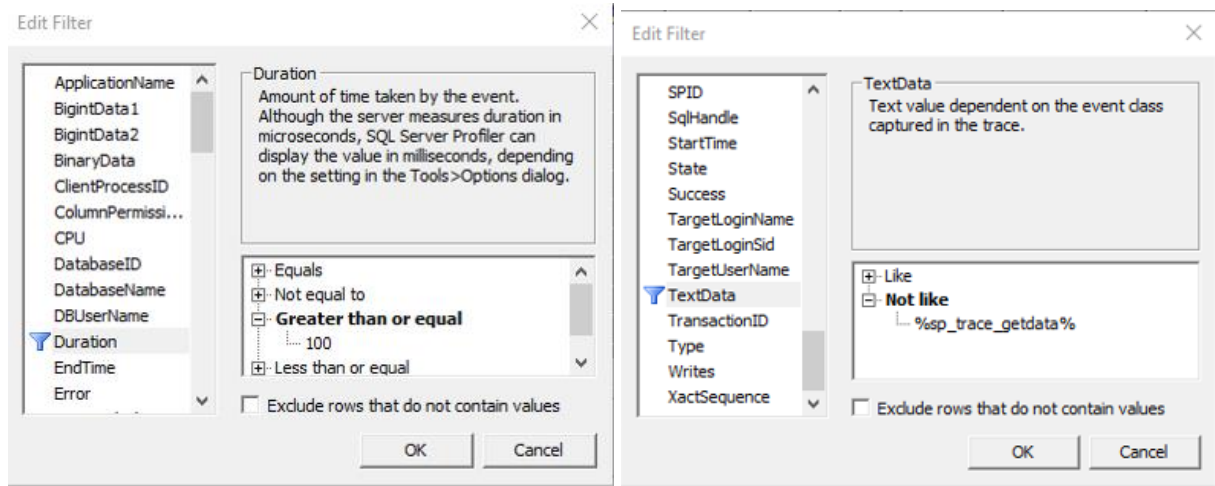 Edit Filter
ApplicationName
BigintData1
BigintData2
BinaryData
ClientProcessID
ColumnPermissi...
CPU
DatabaseID
DatabaseName
DBUserName
Duration
EndTime
Error
Duration
Amount of time taken by the event.
Although the server measures duration in
microseconds, SQL Server Profiler can
display the value in milliseconds, depending
on the setting in the Tools>Options dialog.
Equals
Not equal to
Greater than or equal
100
Less than or equal
Exclude rows that do not contain values
OK
Cancel
Edit Filter
SPID
SqlHandle
StartTime
State
Success
TargetLoginName
TargetLoginSid
TargetUserName
TextData
TransactionID
Type
Writes
XactSequence
TextData
Text value dependent on the event class
captured in the trace.
Like
Not like
%sp_trace_getdata%
Exclude rows that do not contain values
OK
Cancel